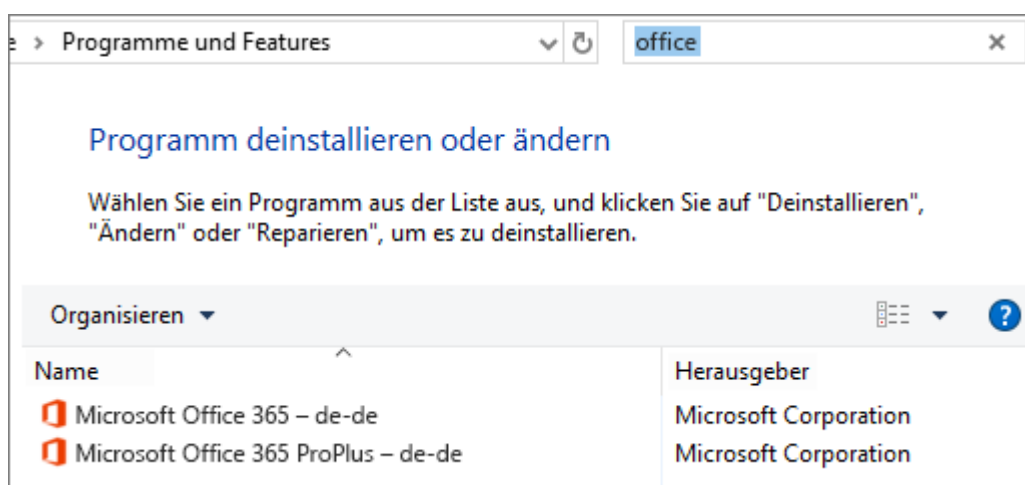 Programme und Features
office
Programm deinstallieren oder ändern
Wählen Sie ein Programm aus der Liste aus, und klicken Sie auf "Deinstallieren",
"Ändern" oder "Reparieren", um es zu deinstallieren.
Organisieren
?
Name Herausgeber
Microsoft Office 365 – de-de Microsoft Corporation
Microsoft Office 365 ProPlus – de-de Microsoft Corporation